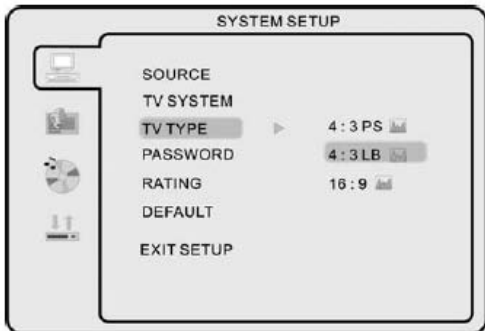 SYSTEM SETUP
SOURCE
TV SYSTEM
TV TYPE
4:3 PS
PASSWORD
4:3 LB
RATING
16:9
DEFAULT
EXIT SETUP